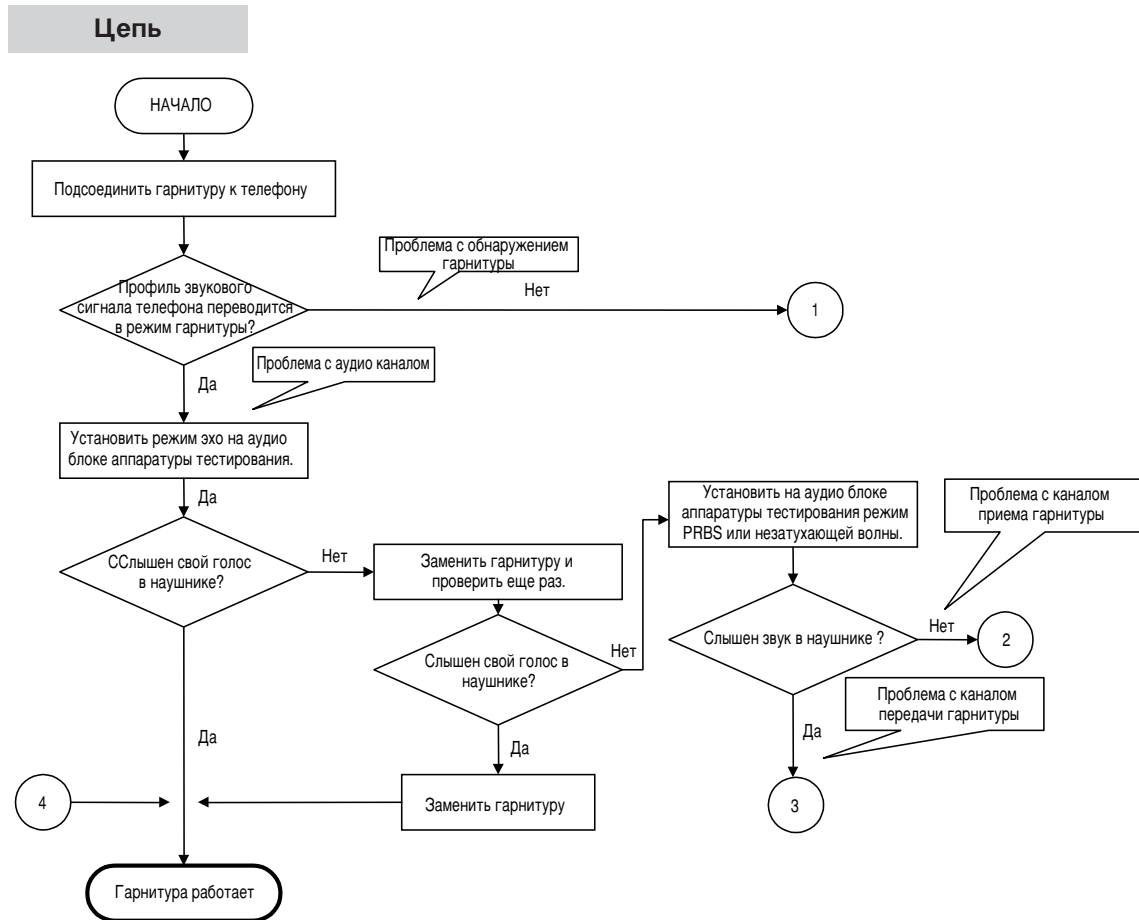 Цепь
НАЧАЛО
Подсоединить гарнитуру к телефону
Проблема с обнаружением
гарнитуры
Профиль звукового
сигнала телефона переводится
в режим гарнитуры?
Нет
1
Проблема с аудио каналом
Да
Установить режим эхо на аудио
блоке аппаратуры тестирования.
Да
ССлышен свой голос
в наушнике?
Нет
Заменить гарнитуру и
проверить еще раз.
Слышен свой голос в
наушнике?
Нет
Установить на аудио блоке
аппаратуры тестирования режим
PRBS или незатухающей волны.
Проблема с каналом
приема гарнитуры
Слышен звук в наушнике ?
Нет
2
Проблема с каналом
передачи гарнитуры
Да
3
Да
Заменить гарнитуру
Да
4
Гарнитура работает